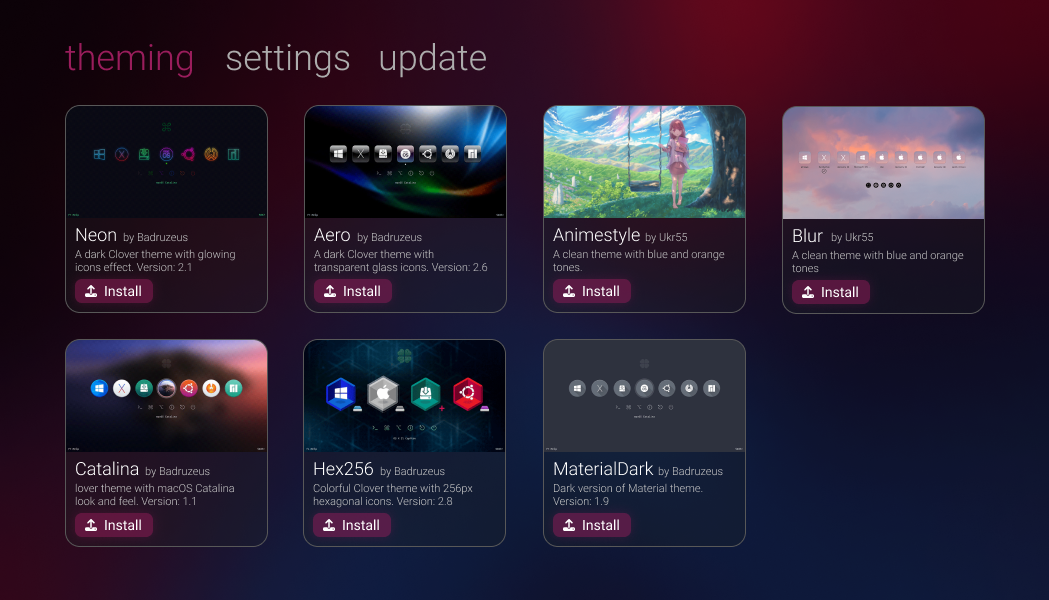 theming settings update
Neon by Badruzeus
A dark Clover theme with glowing
icons effect. Version: 2.1
Install
Aero by Badruzeus
A dark Clover theme with
transparent glass icons. Version: 2.6
Install
Animestyle by Ukr55
A clean theme with blue and orange
tones.
Install
Blur by Ukr55
A clean theme with blue and orange
tones
Install
Catalina by Badruzeus
lover theme with macOS Catalina
look and feel. Version: 1.1
Install
Hex256 by Badruzeus
Colorful Clover theme with 256px
hexagonal icons. Version: 2.8
Install
MaterialDark by Badruzeus
Dark version of Material theme.
Version: 1.9
Install